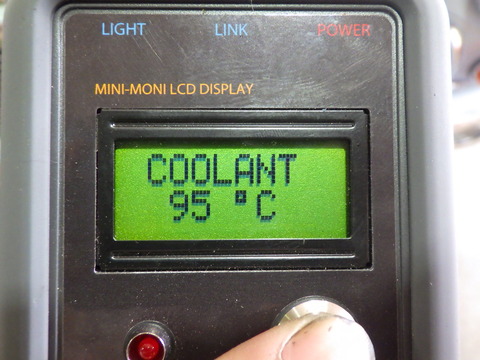 LIGHT LINK POWER
MINI-MONI LCD DISPLAY
COOLANT
95 °C